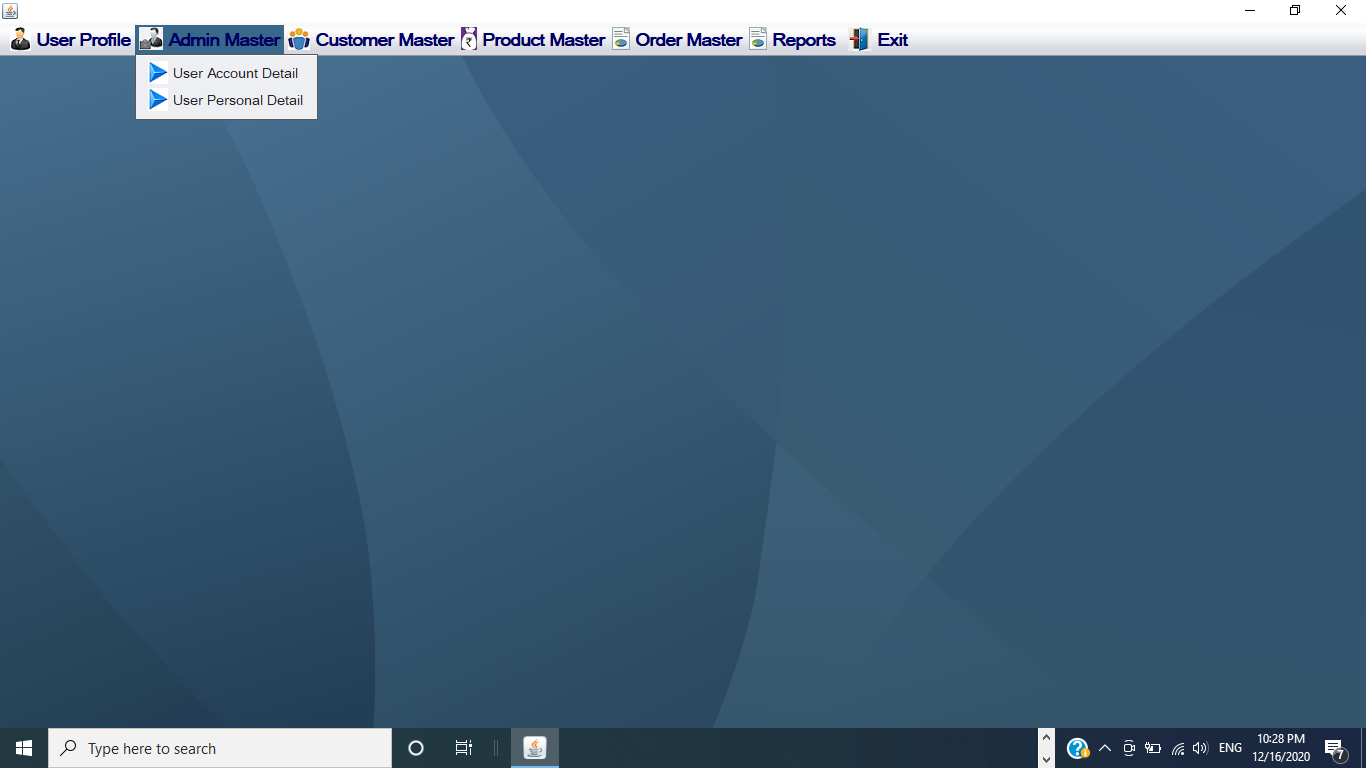 User Profile Admin Master Customer Master Product Master Order Master Reports Exit
User Account Detail
User Personal Detail
Type here to search
ENG
10:28 PM
12/16/2020
7